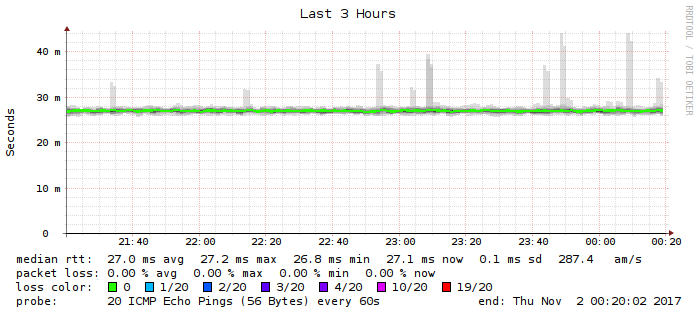 Last 3 Hours
RRDTOOL / TOBI OETIKER
Seconds
40 m
30 m
20 m
10 m
0
21:40 22:00 22:20 22:40 23:00 23:20 23:40 00:00 00:20
median rtt: 27.0 ms avg 27.2 ms max 26.8 ms min 27.1 ms now 0.1 ms sd 287.4 am/s
packet loss: 0.00 % avg 0.00 % max 0.00 % min 0.00 % now
loss color: 0 1/20 2/20 3/20 4/20 10/20 19/20
probe: 20 ICMP Echo Pings (56 Bytes) every 60s end: Thu Nov 2 00:20:02 2017